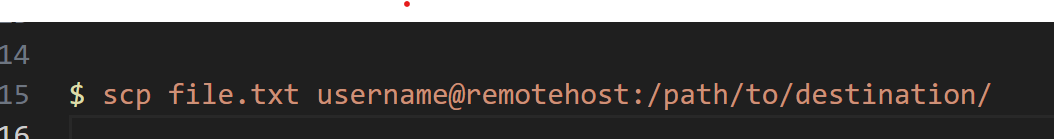 14
15 $ scp file.txt username@remotehost:/path/to/destination/
16